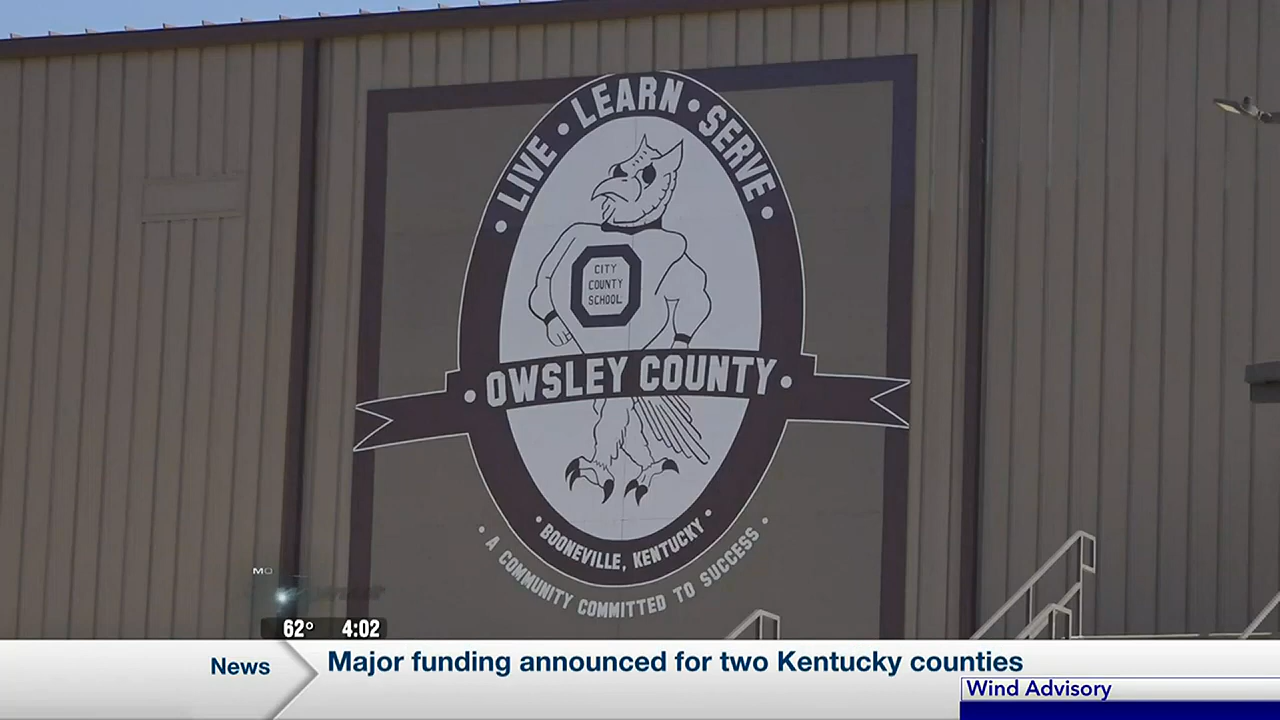 • LIVE • LEARN • SERVE •
CITY
COUNTY
SCHOOL
• OWSLEY COUNTY •
• BOONEVILLE, KENTUCKY •
• A COMMUNITY COMMITTED TO SUCCESS •
MO
62° 4:02
News
Major funding announced for two Kentucky counties
Wind Advisory